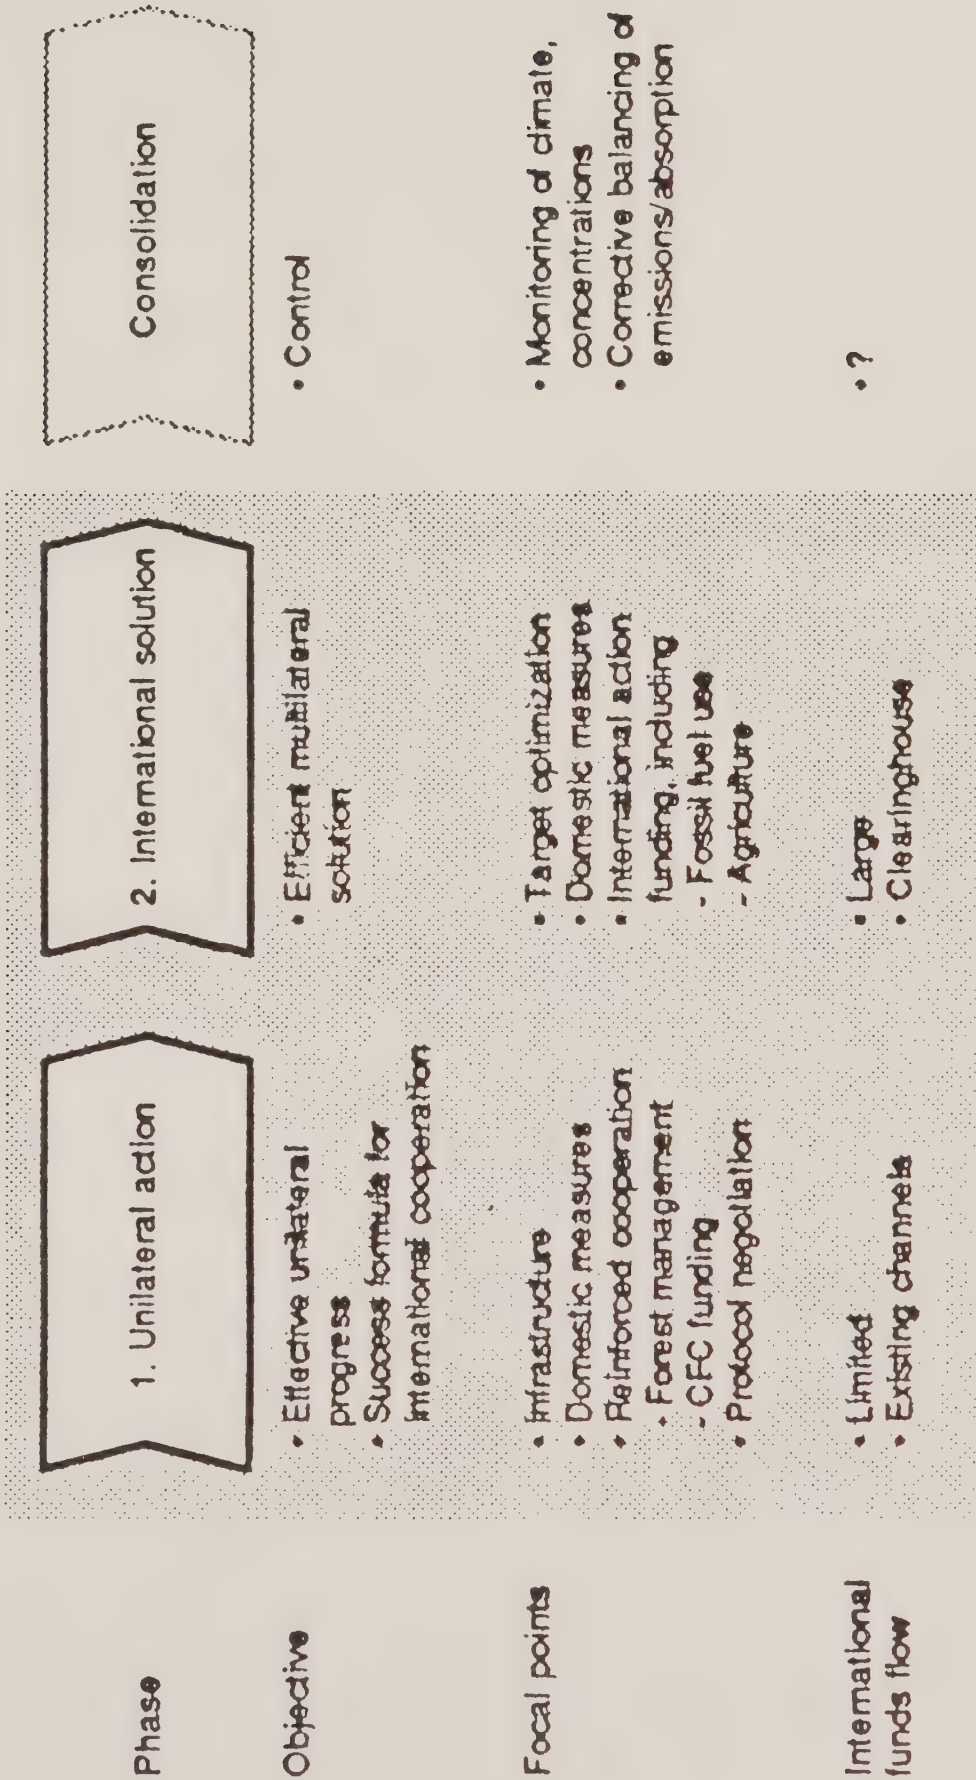 Phase
1. Unilateral action
2. International solution
Consolidation
Objective
• Effective unilateral
progress
• Success formula for
international cooperation
• Efficient multilateral
solution
• Control
Focal points
• Infrastructure
• Domestic measures
• Reinforced cooperation
- Forest management
- CFC funding
• Protocol negotiation
• Target optimization
• Domestic measures
• International action
funding, including
- Fossil fuel use
- Agriculture
• Monitoring of climate,
concentrations
• Corrective balancing of
emissions/absorption
International
funds flow
• Limited
• Existing channels
• Large
• Clearinghouse
• ?